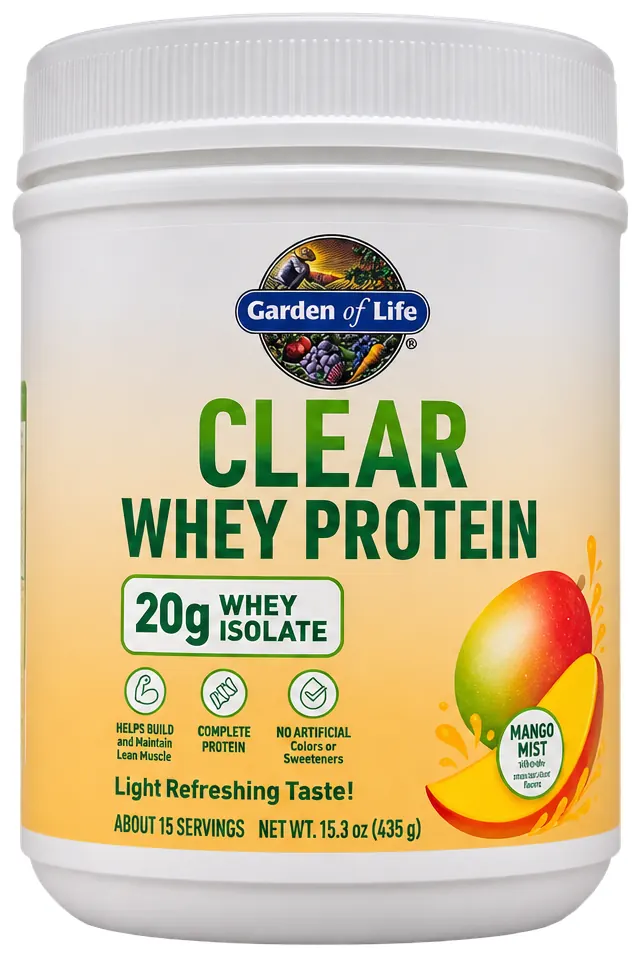 Garden of Life
®
CLEAR
WHEY PROTEIN
20g WHEY
ISOLATE
HELPS BUILD
and Maintain
Lean Muscle
COMPLETE
PROTEIN
NO ARTIFICIAL
Colors or
Sweeteners
MANGO
MIST
Light Refreshing Taste!
ABOUT 15 SERVINGS NET WT. 15.3 oz (435 g)